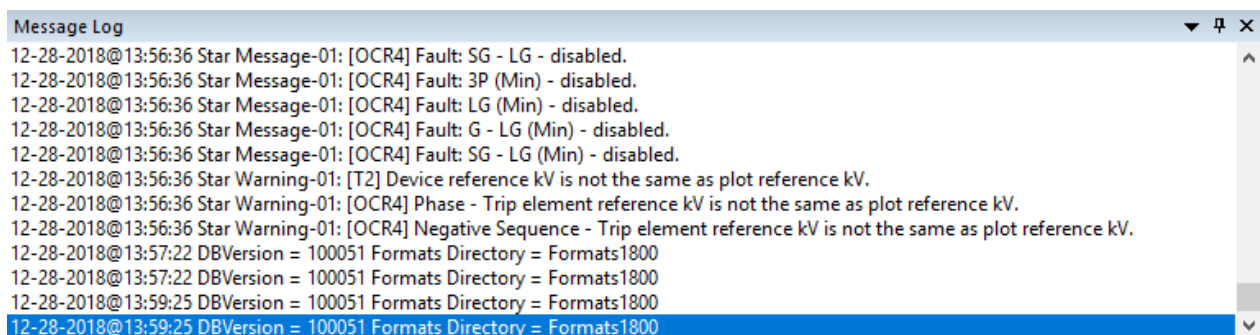 Message Log
12-28-2018@13:56:36 Star Message-01: [OCR4] Fault: SG - LG - disabled.
12-28-2018@13:56:36 Star Message-01: [OCR4] Fault: 3P (Min) - disabled.
12-28-2018@13:56:36 Star Message-01: [OCR4] Fault: LG (Min) - disabled.
12-28-2018@13:56:36 Star Message-01: [OCR4] Fault: G - LG (Min) - disabled.
12-28-2018@13:56:36 Star Message-01: [OCR4] Fault: SG - LG (Min) - disabled.
12-28-2018@13:56:36 Star Warning-01: [T2] Device reference kV is not the same as plot reference kV.
12-28-2018@13:56:36 Star Warning-01: [OCR4] Phase - Trip element reference kV is not the same as plot reference kV.
12-28-2018@13:56:36 Star Warning-01: [OCR4] Negative Sequence - Trip element reference kV is not the same as plot reference kV.
12-28-2018@13:57:22 DBVersion = 100051 Formats Directory = Formats1800
12-28-2018@13:57:22 DBVersion = 100051 Formats Directory = Formats1800
12-28-2018@13:59:25 DBVersion = 100051 Formats Directory = Formats1800
12-28-2018@13:59:25 DBVersion = 100051 Formats Directory = Formats1800